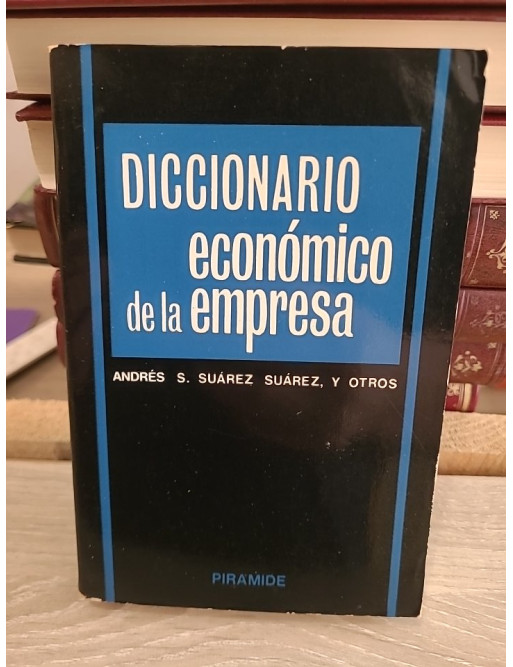 DICCIONARIO
económico
de la empresa
ANDRÉS S. SUÁREZ SUÁREZ, Y OTROS
PIRAMIDE